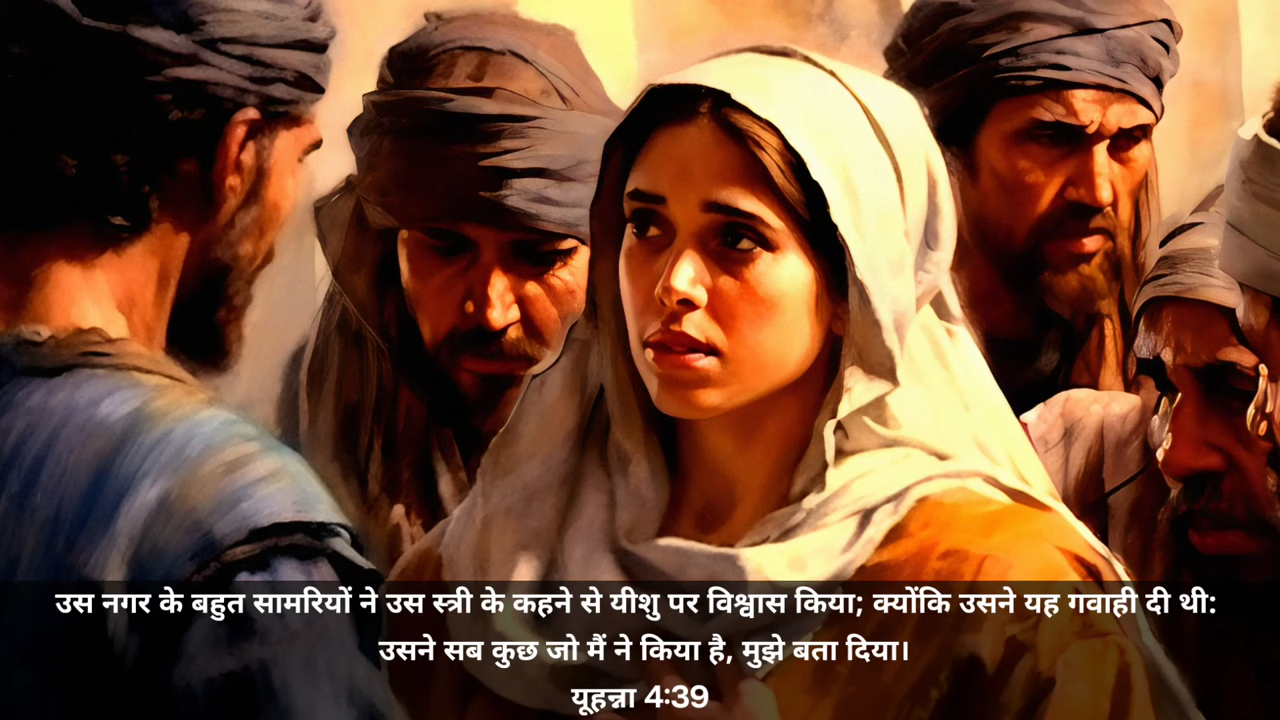 उस नगर के बहुत सामरियों ने उस स्त्री के कहने से यीशु पर विश्वास किया; क्योंकि उसने यह गवाही दी थी:
उसने सब कुछ जो मैं ने किया है, मुझे बता दिया।
यूहन्ना 4:39